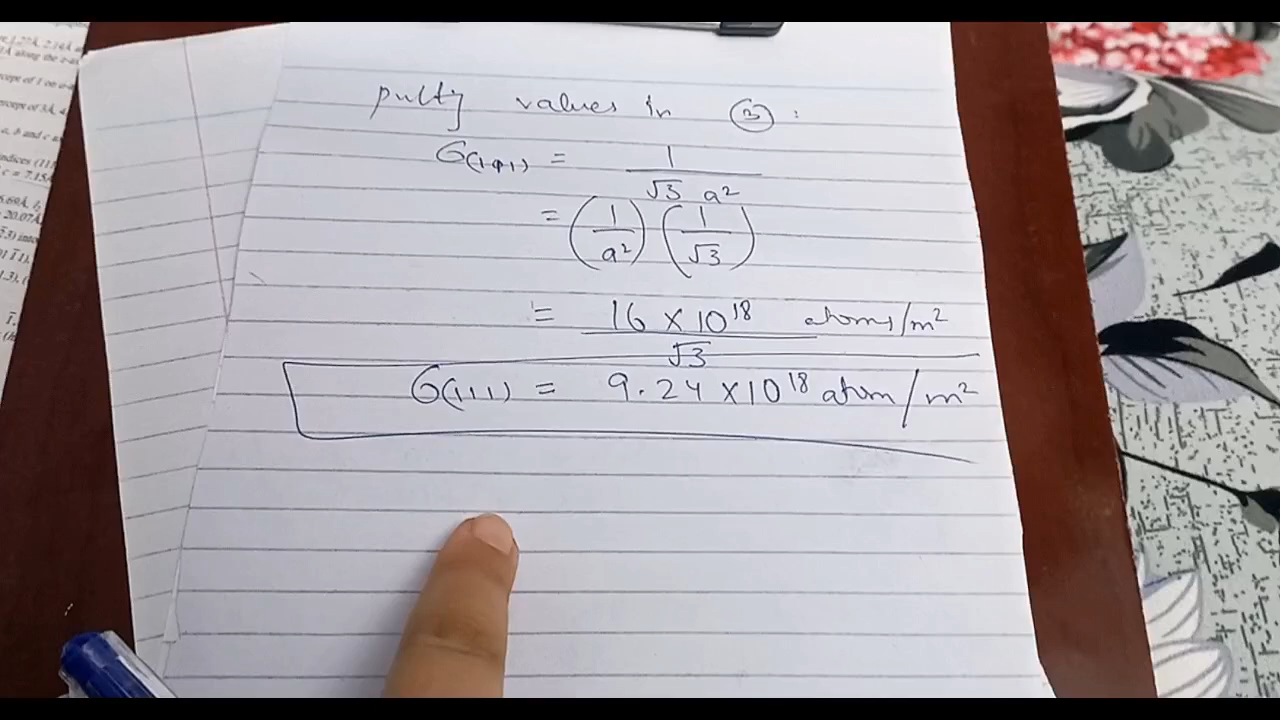 putty values in ③ :
σ(111) = 1 / √3 a²
= (1/a²) (1/√3)
= 16 × 10¹⁸ / √3 atoms/m²
σ(111) = 9.24 × 10¹⁸ atom/m²